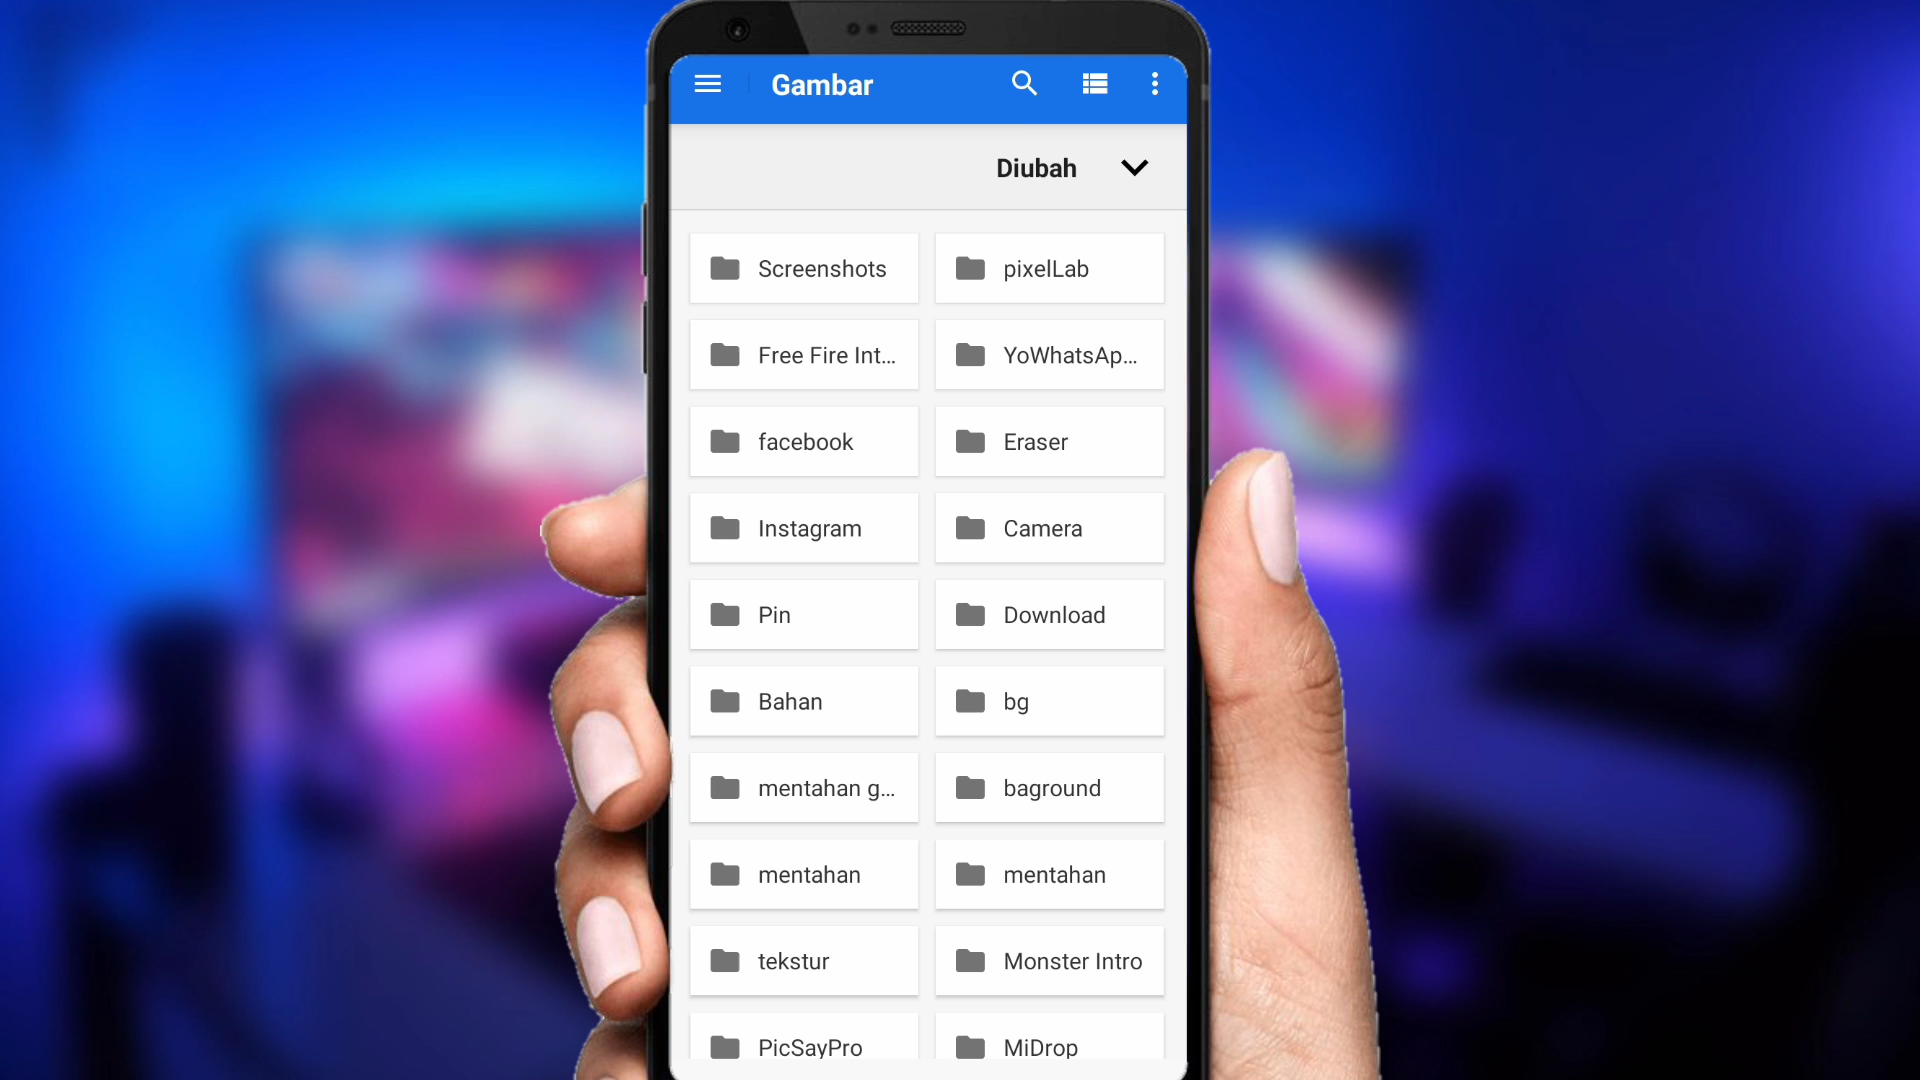 Gambar
Diubah
Screenshots
pixelLab
Free Fire Int...
YoWhatsAp...
facebook
Eraser
Instagram
Camera
Pin
Download
Bahan
bg
mentahan g...
baground
mentahan
mentahan
tekstur
Monster Intro
PicSayPro
MiDrop